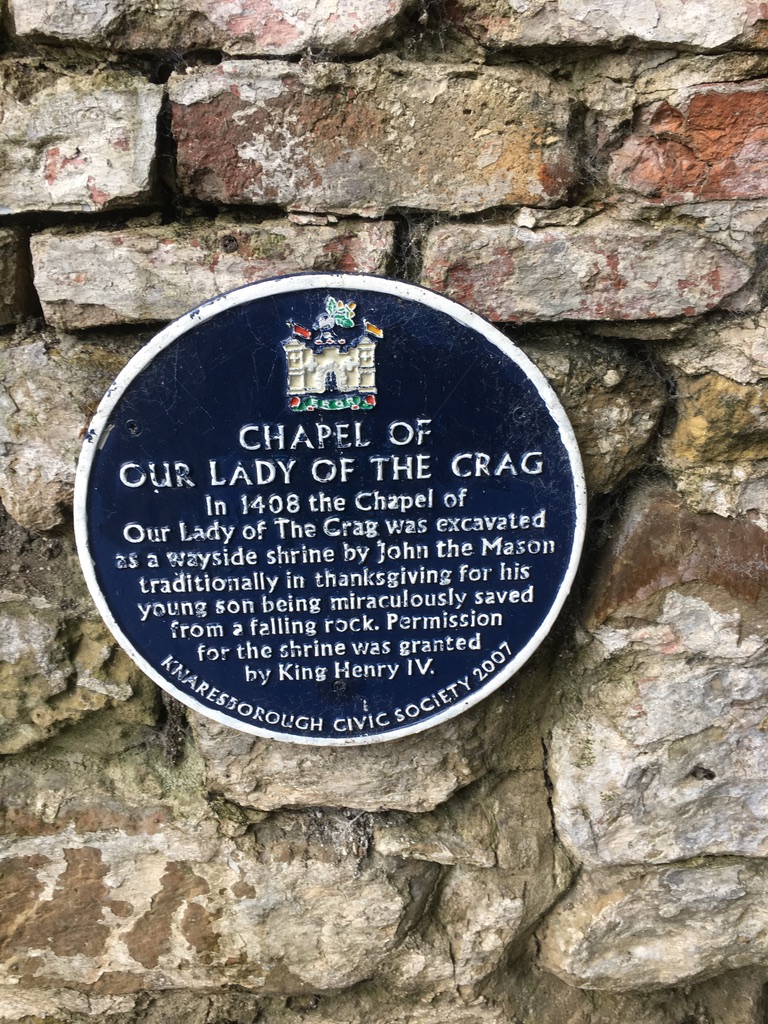 CHAPEL OF
OUR LADY OF THE CRAG
In 1408 the Chapel of
Our Lady of The Crag was excavated
as a wayside shrine by John the Mason
traditionally in thanksgiving for his
young son being miraculously saved
from a falling rock. Permission
for the shrine was granted
by King Henry IV.
KNARESBOROUGH CIVIC SOCIETY 2007